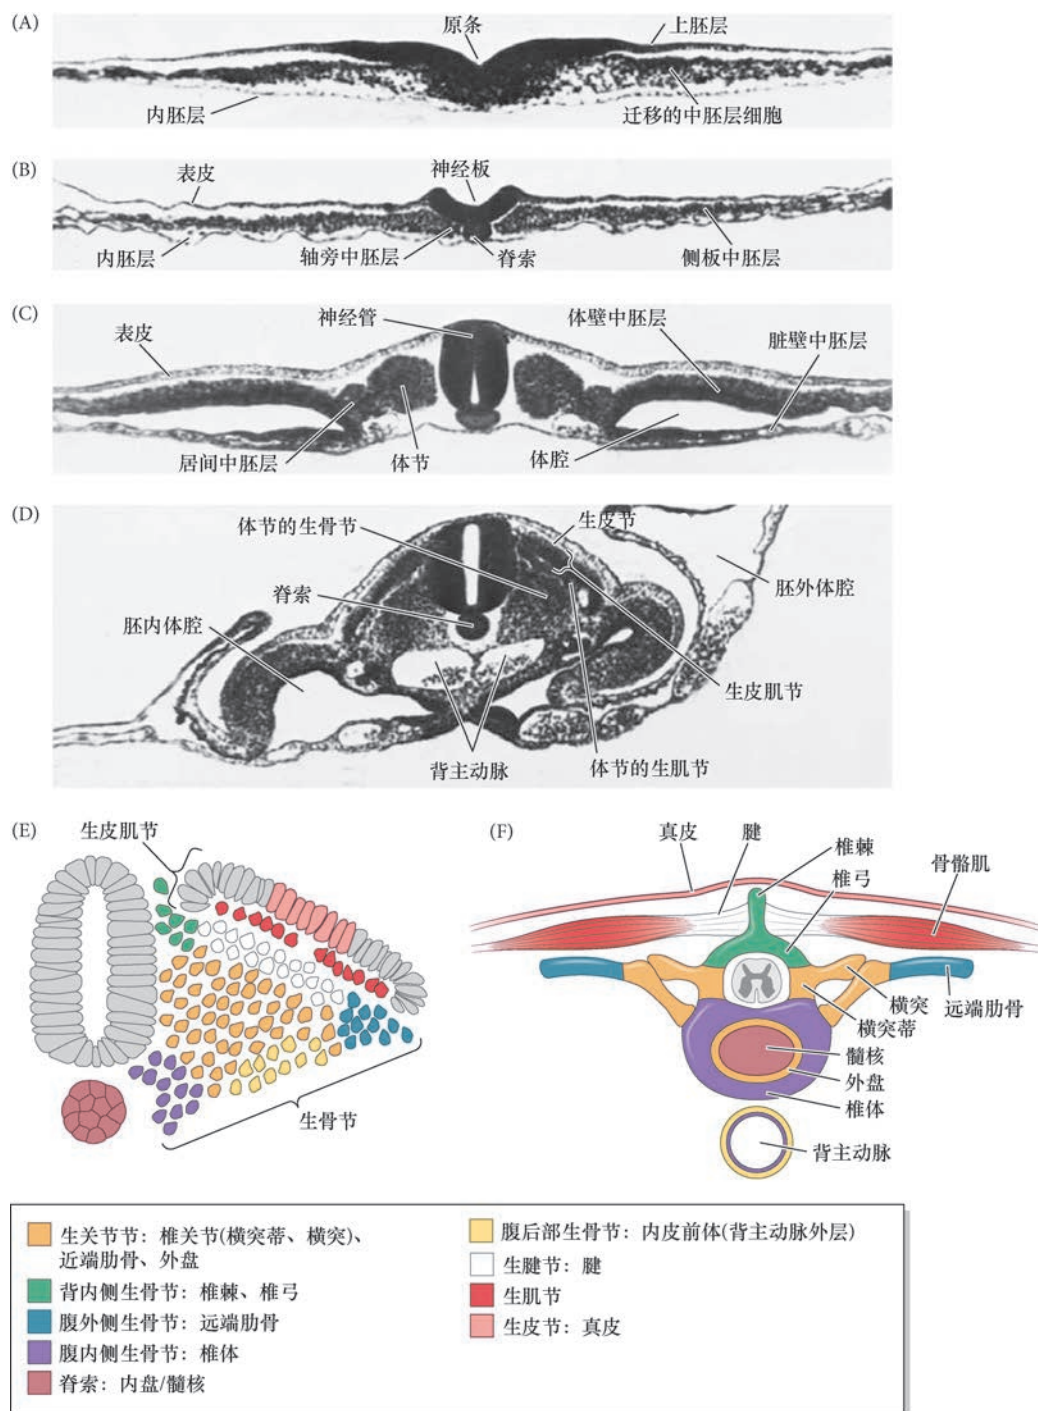 (A)
原条
上胚层
内胚层
迁移的中胚层细胞
(B)
表皮
神经板
内胚层
轴旁中胚层
脊索
侧板中胚层
(C)
表皮
神经管
体壁中胚层
脏壁中胚层
居间中胚层
体节
体腔
(D)
体节的生骨节
生皮节
脊索
胚外体腔
胚内体腔
生皮肌节
背主动脉
体节的生肌节
(E)
生皮肌节
生骨节
(F)
真皮
腱
椎棘
椎弓
骨骼肌
横突
横突蒂
远端肋骨
髓核
外盘
椎体
背主动脉
生关节节：椎关节(横突蒂、横突)、
近端肋骨、外盘
背内侧生骨节：椎棘、椎弓
腹外侧生骨节：远端肋骨
腹内侧生骨节：椎体
脊索：内盘/髓核
腹后部生骨节：内皮前体(背主动脉外层)
生腱节：腱
生肌节
生皮节：真皮